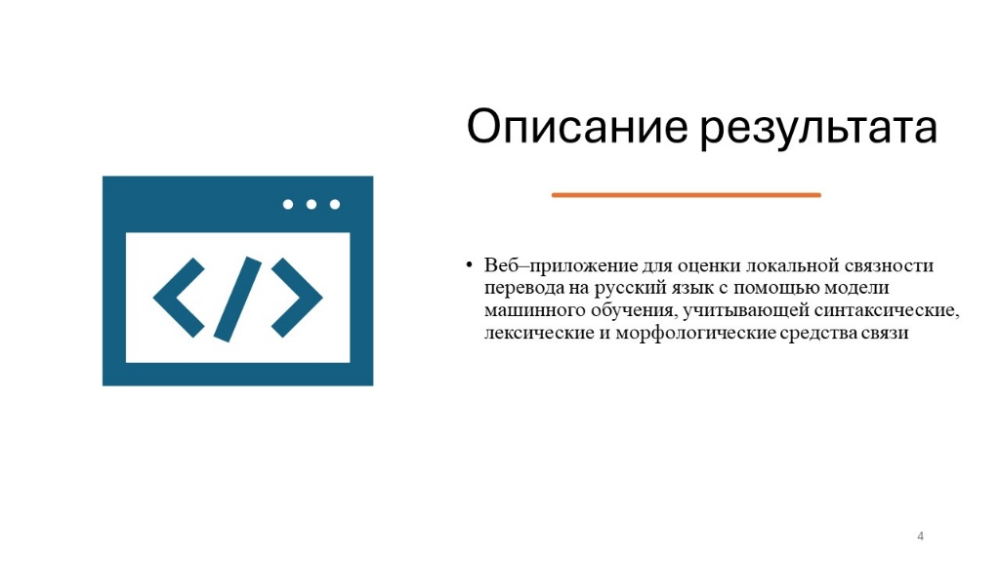 Описание результата
• Веб–приложение для оценки локальной связности
перевода на русский язык с помощью модели
машинного обучения, учитывающей синтаксические,
лексические и морфологические средства связи
4